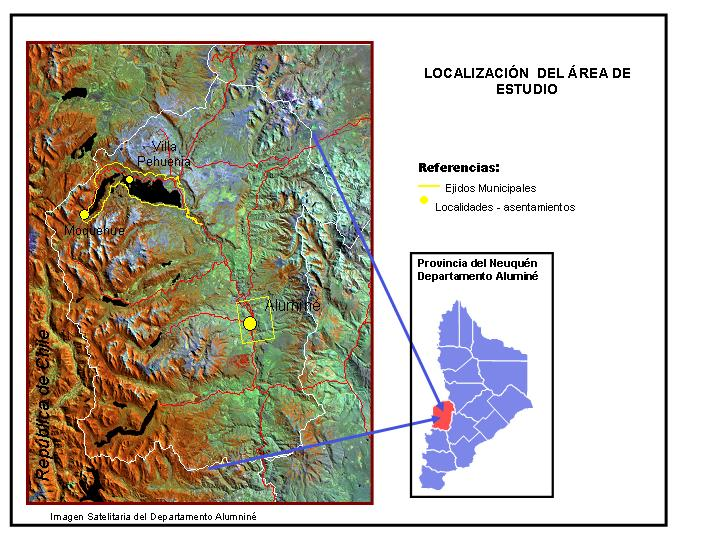 LOCALIZACIÓN DEL ÁREA DE
ESTUDIO
Villa
Pehuenia
Moquehue
Aluminé
República de Chile
Referencias:
Ejidos Municipales
Localidades - asentamientos
Provincia del Neuquén
Departamento Aluminé
Imagen Satelitaria del Departamento Alumniné